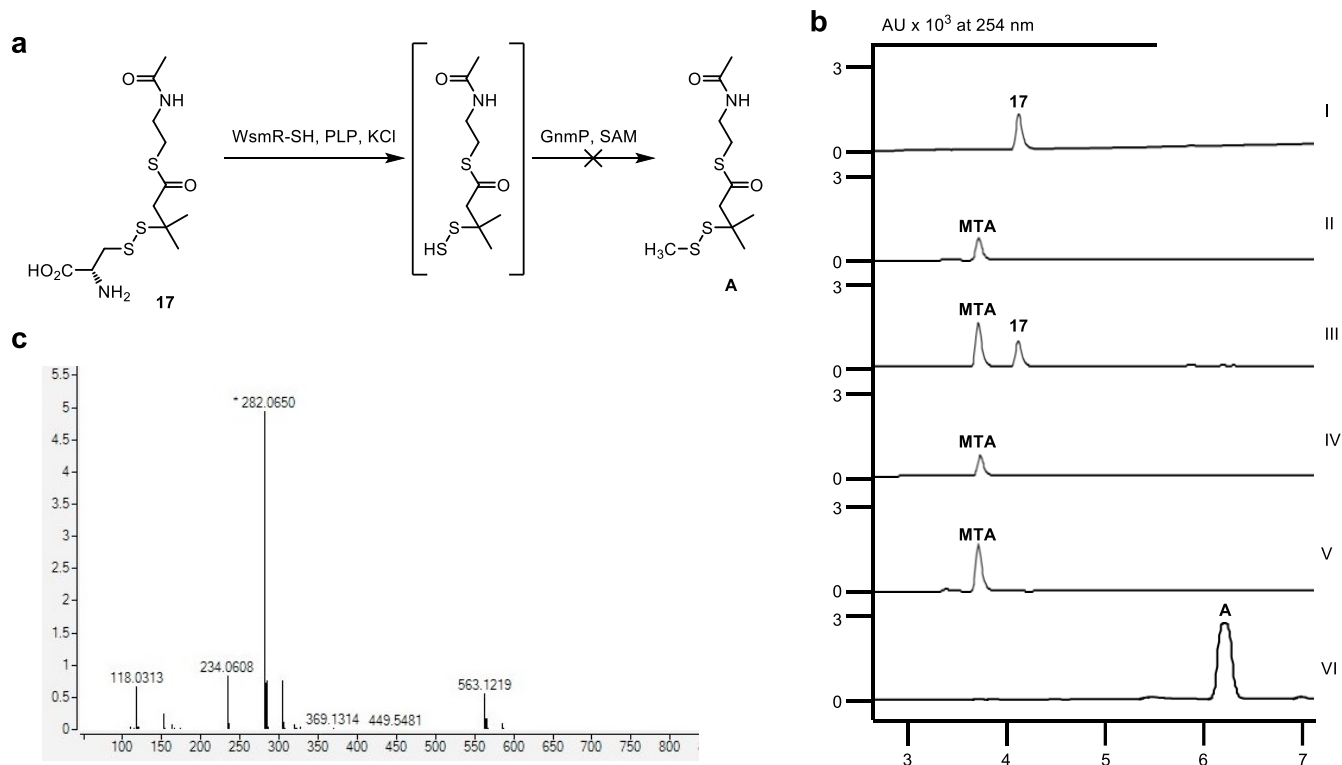 a
O
NH
S
O
S
S
HO2C
NH2
17
WsmR-SH, PLP, KCl
O
NH
S
O
S
HS
GnmP, SAM
O
NH
S
O
S
H3C S
A
b
AU x 10³ at 254 nm
3
17
I
0
3
MTA
II
0
3
MTA 17
III
0
3
MTA
IV
0
3
MTA
V
0
3
A
VI
0
3 4 5 6 7
c
5.5
5
* 282.0650
4.5
4
3.5
3
2.5
2
1.5
1
234.0608
118.0313
563.1219
0.5
369.1314 449.5481
0
100 150 200 250 300 350 400 450 500 550 600 650 700 750 800